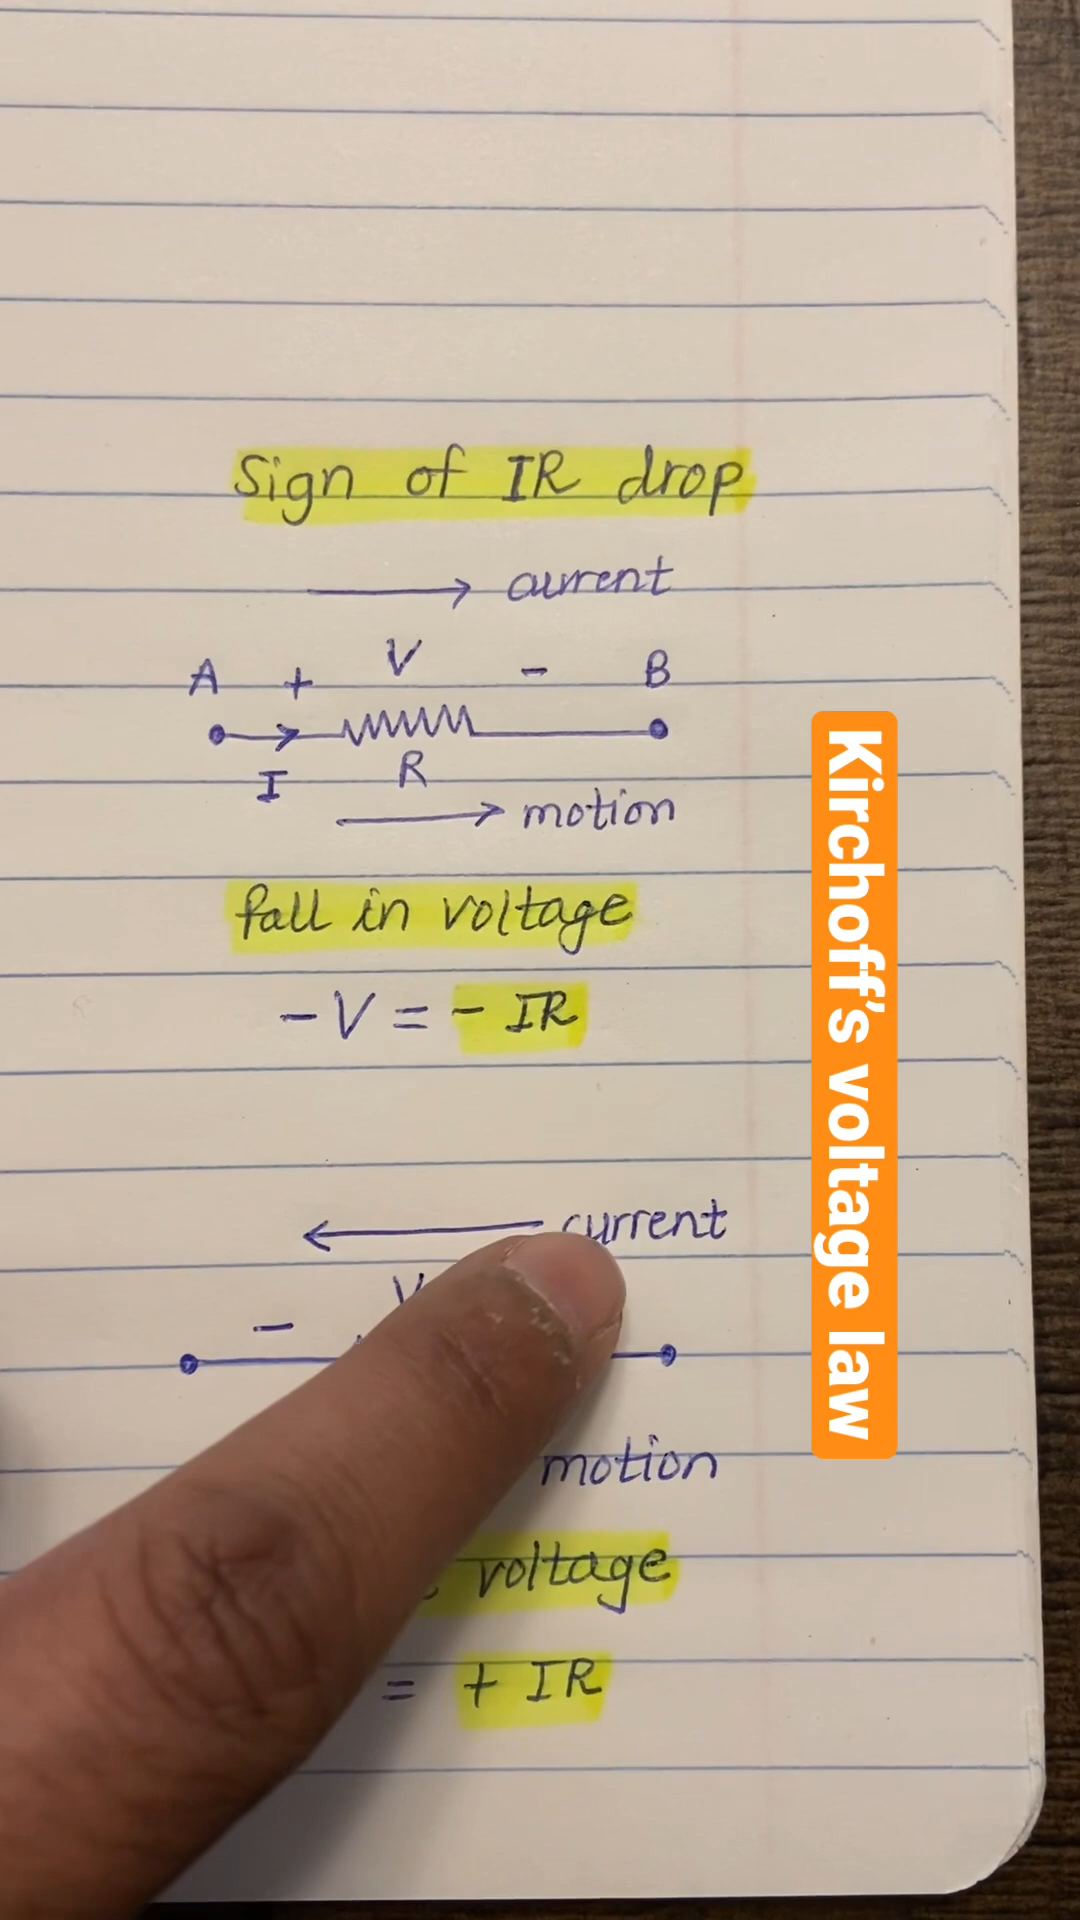 Sign of IR drop
current
A + V - B
I R
motion
fall in voltage
-V = - IR
current
V
-
motion
voltage
= + IR
Kirchoff's voltage law